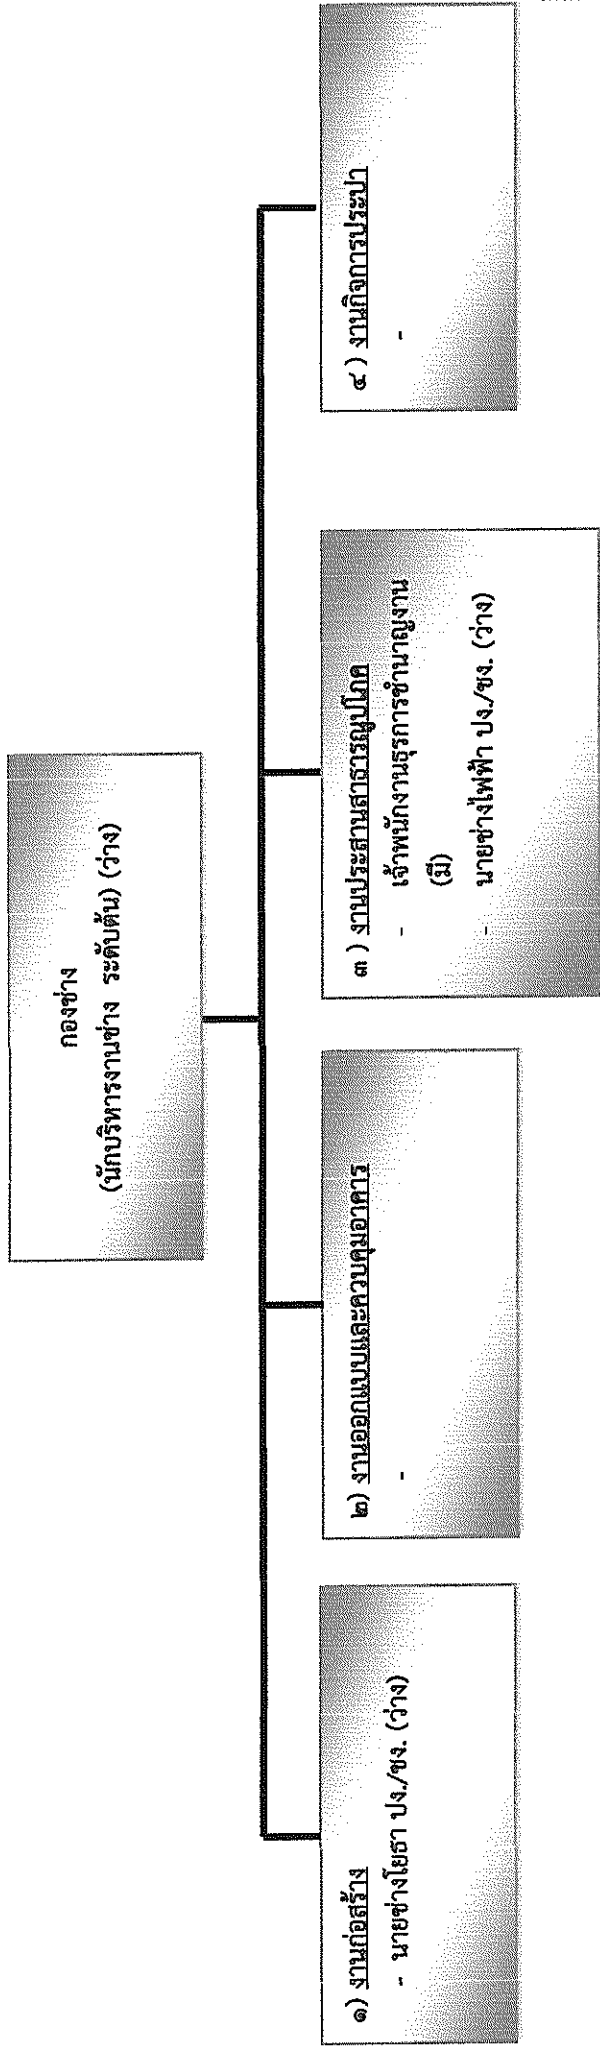 กองช่าง
(นักบริหารงานช่าง ระดับต้น) (ว่าง)
๑) งานก่อสร้าง
- นายช่างโยธา ปง./ชง. (ว่าง)
๒) งานออกแบบและควบคุมอาคาร
-
๓ ) งานประสานสาธารณูปโภค
- เจ้าพนักงานธุรการชำนาญงาน
(มี)
- นายช่างไฟฟ้า ปง./ชง. (ว่าง)
๔ ) งานกิจการประปา
-